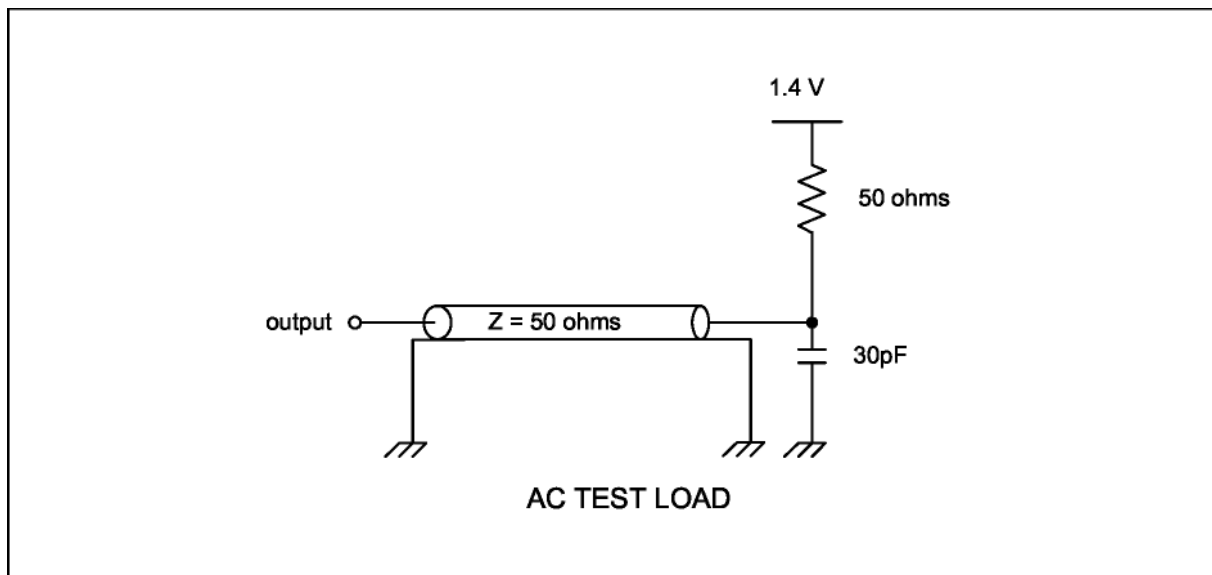 1.4 V
50 ohms
output
Z = 50 ohms
30pF
AC TEST LOAD